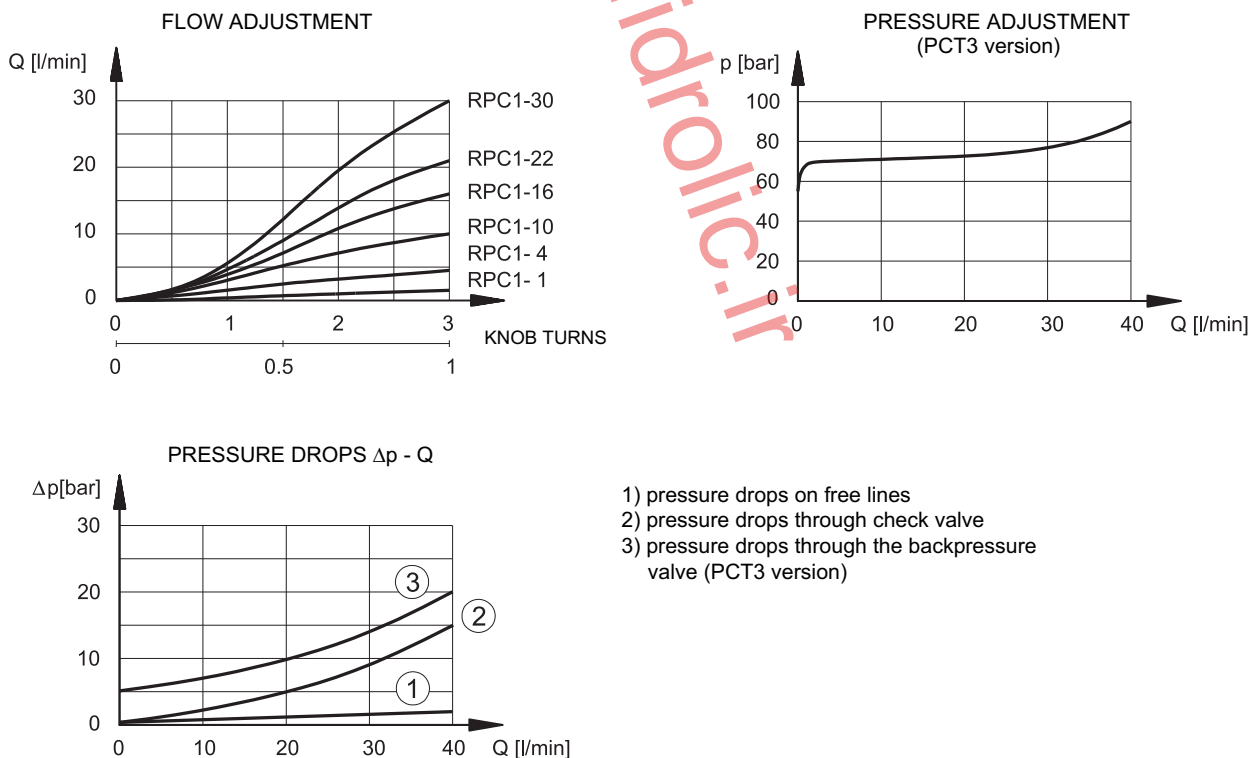 FLOW ADJUSTMENT
Q [l/min]
30
20
10
0
RPC1-30
RPC1-22
RPC1-16
RPC1-10
RPC1- 4
RPC1- 1
0 1 2 3
KNOB TURNS
0 0.5 1
PRESSURE ADJUSTMENT
(PCT3 version)
p [bar]
100
80
60
40
20
0
0 10 20 30 40 Q [l/min]
idrolic.ir
PRESSURE DROPS Δp - Q
Δp[bar]
30
20
10
0
3
2
1
0 10 20 30 40 Q [l/min]
1) pressure drops on free lines
2) pressure drops through check valve
3) pressure drops through the backpressure
valve (PCT3 version)